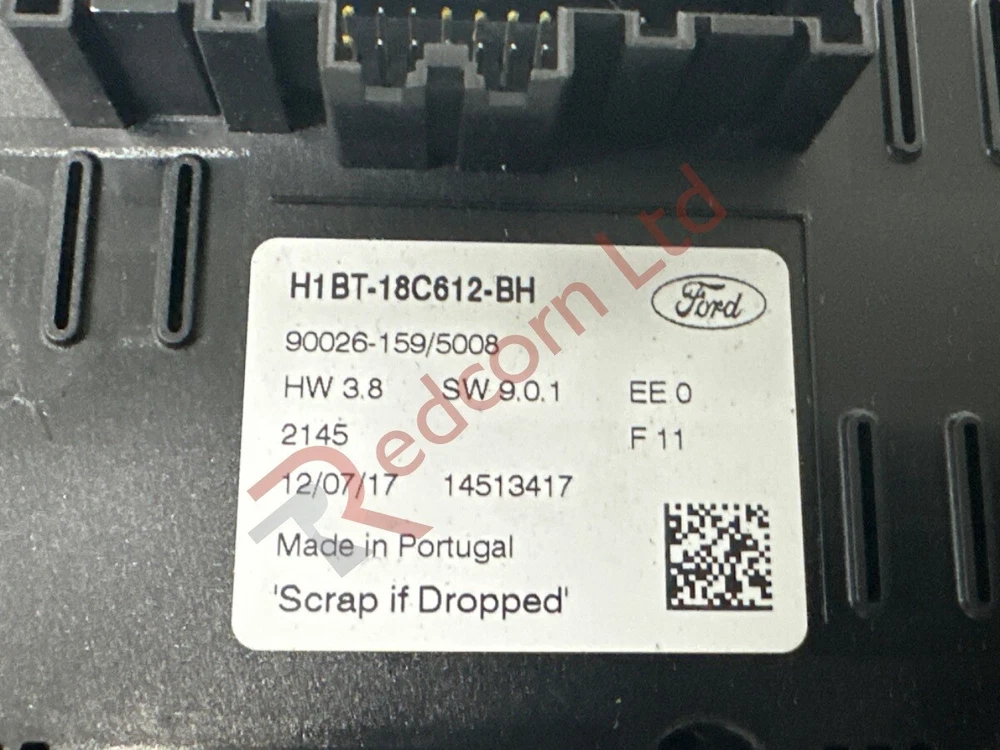 H1BT-18C612-BH
Ford
90026-159/5008
HW 3.8 SW 9.0.1 EE 0
2145 F 11
12/07/17 14513417
Made in Portugal
'Scrap if Dropped'
Redcorn Ltd